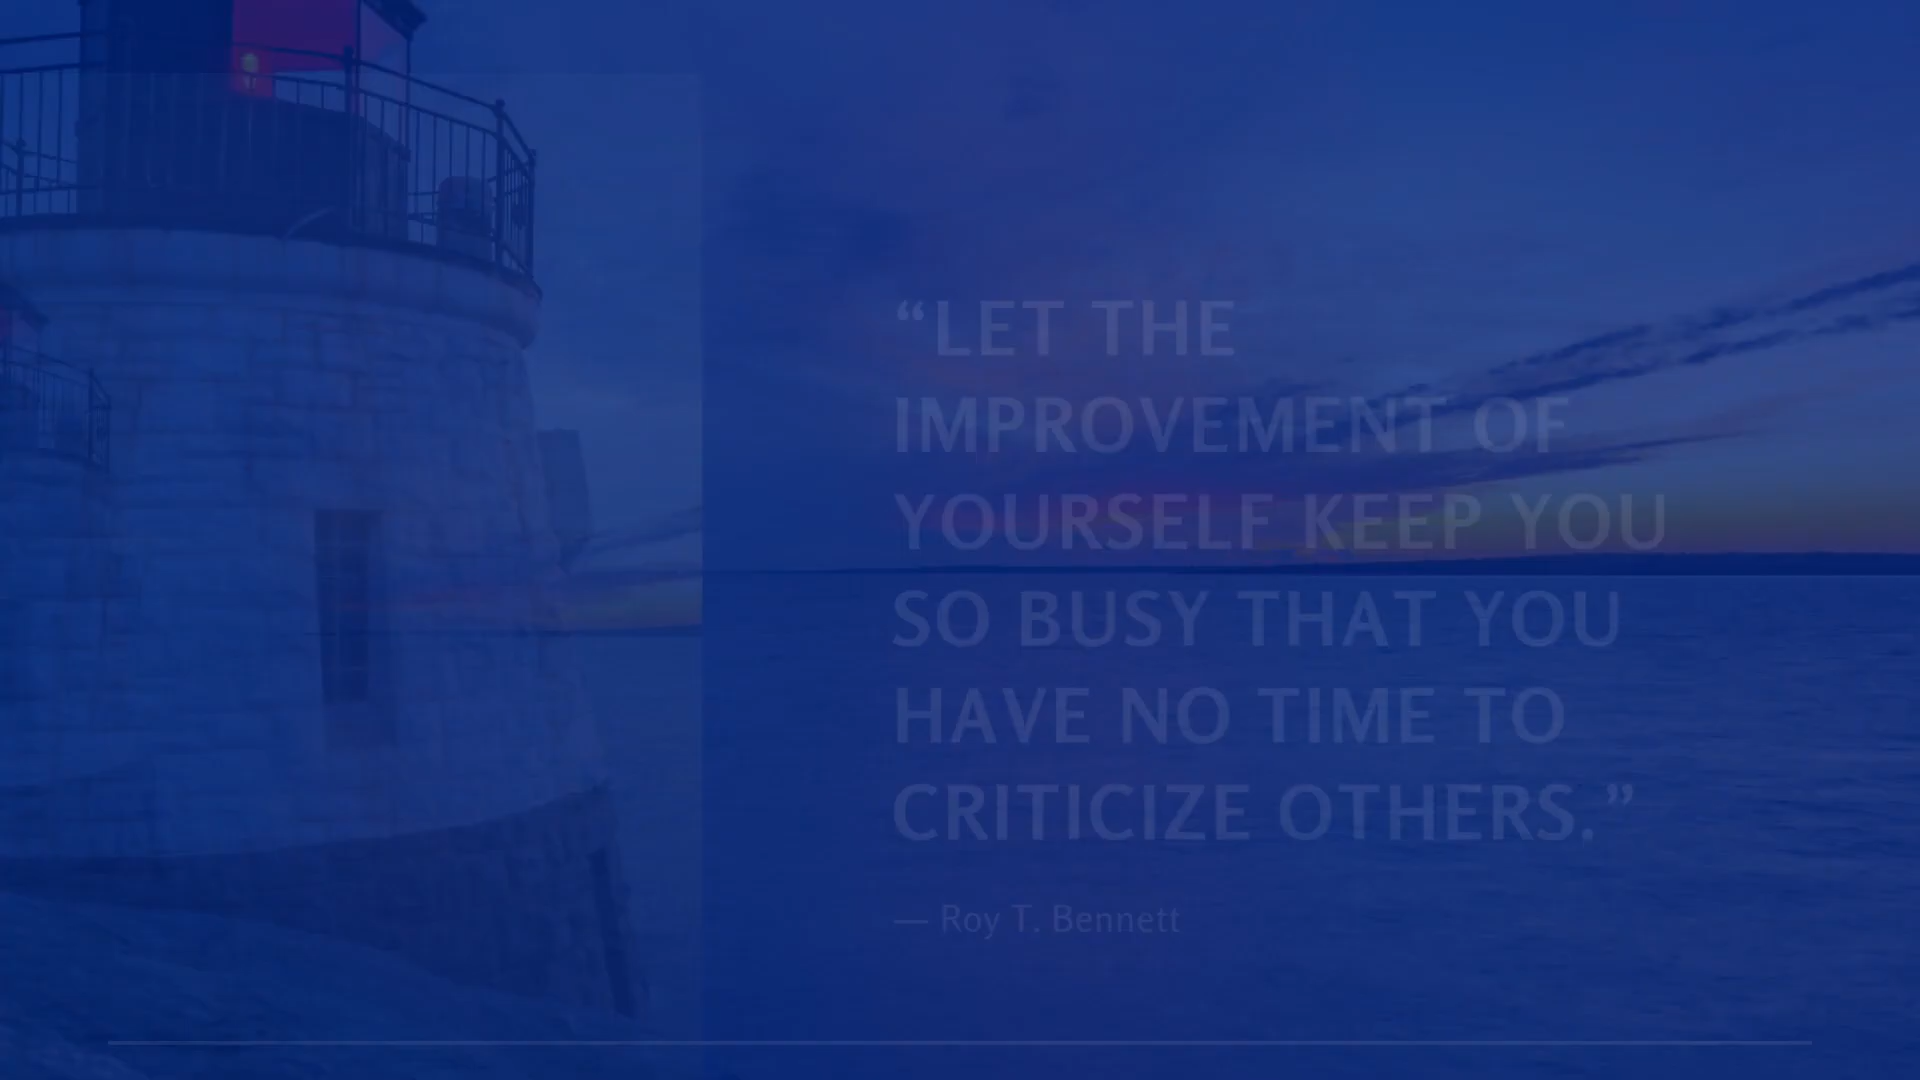 “LET THE
IMPROVEMENT OF
YOURSELF KEEP YOU
SO BUSY THAT YOU
HAVE NO TIME TO
CRITICIZE OTHERS.”
— Roy T. Bennett